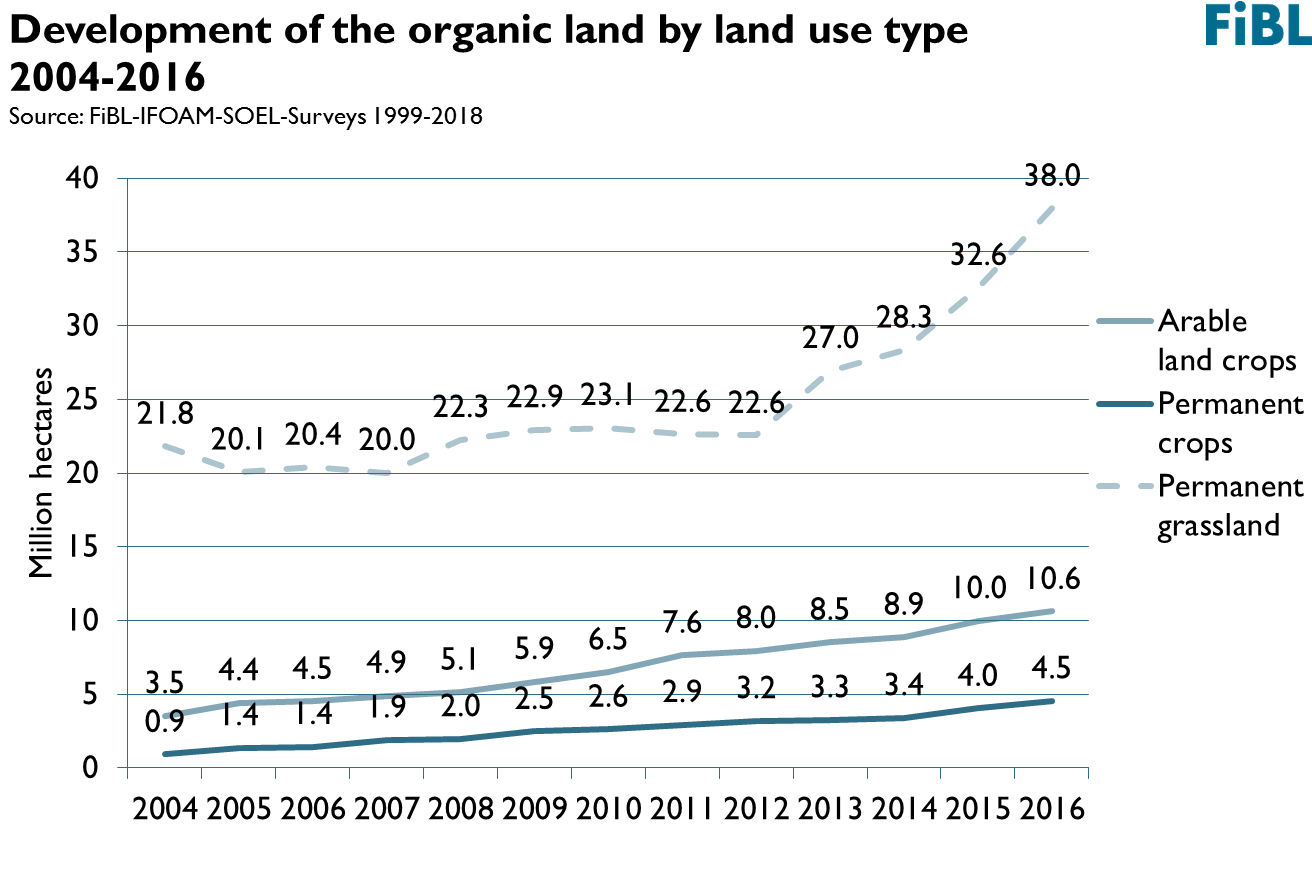 Development of the organic land by land use type
2004-2016
FiBL
Source: FiBL-IFOAM-SOEL-Surveys 1999-2018
Million hectares
40
35
30
25
20
15
10
5
0
21.8 20.1 20.4 20.0 22.3 22.9 23.1 22.6 22.6 27.0 28.3 32.6 38.0
3.5 4.4 4.5 4.9 5.1 5.9 6.5 7.6 8.0 8.5 8.9 10.0 10.6
0.9 1.4 1.4 1.9 2.0 2.5 2.6 2.9 3.2 3.3 3.4 4.0 4.5
2004 2005 2006 2007 2008 2009 2010 2011 2012 2013 2014 2015 2016
Arable
land crops
Permanent
crops
Permanent
grassland